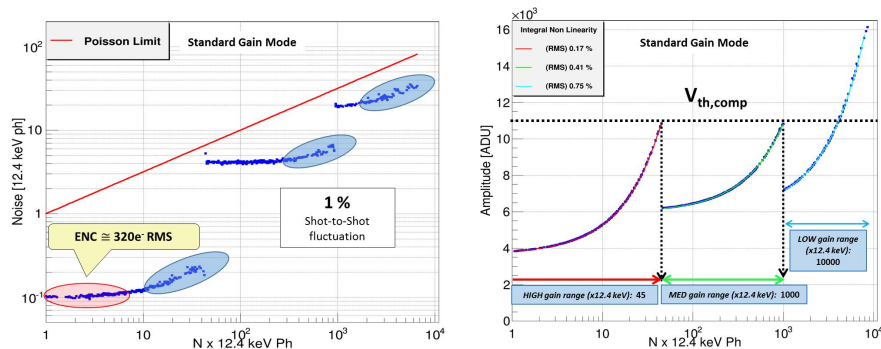 Poisson Limit
Standard Gain Mode
10²
10
1
10⁻¹
Noise [12.4 keV ph]
ENC ≅ 320e⁻ RMS
1 %
Shot-to-Shot
fluctuation
1
10
10²
10³
10⁴
N x 12.4 keV Ph
×10³
Integral Non Linearity
(RMS) 0.17 %
(RMS) 0.41 %
(RMS) 0.75 %
Standard Gain Mode
Vth,comp
16
14
12
10
8
6
4
2000
0
Amplitude [ADU]
LOW gain range
(x12.4 keV):
10000
HIGH gain range (x12.4 keV): 45
MED gain range (x12.4 keV): 1000
1
10
10²
10³
10⁴
N x 12.4 keV Ph